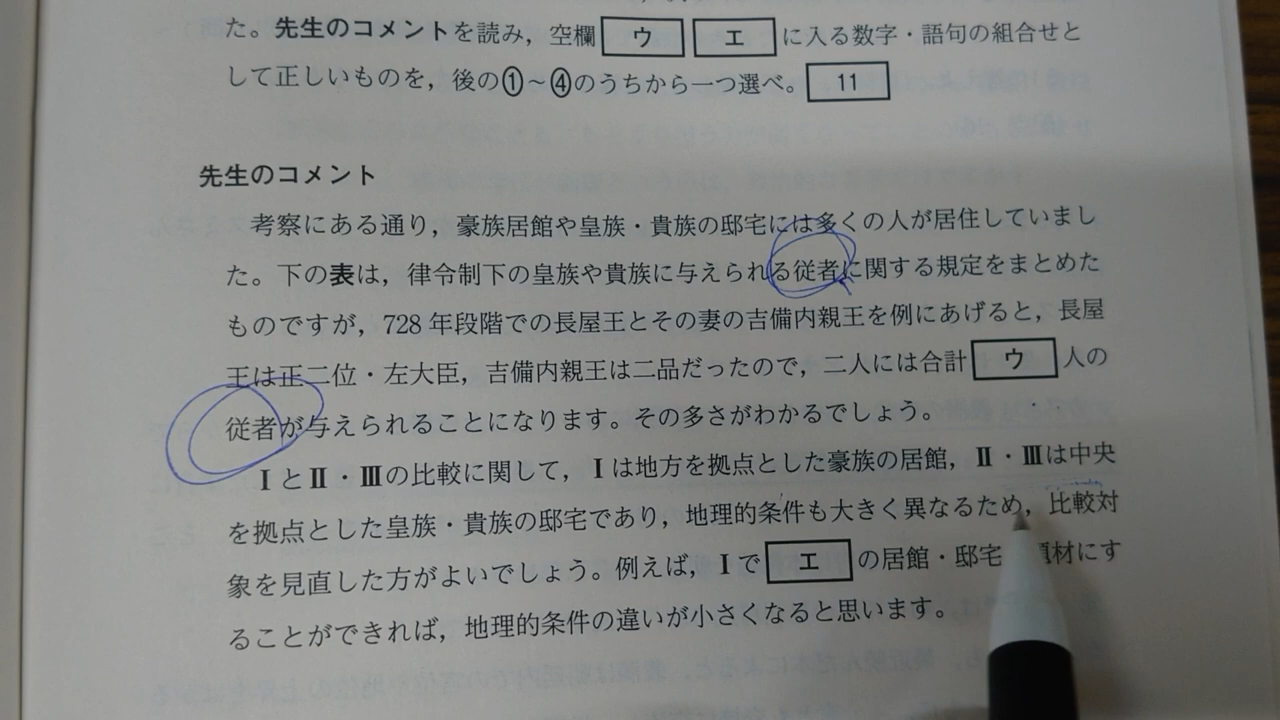 た。先生のコメントを読み，空欄 ウ エ に入る数字・語句の組合せと
して正しいものを，後の①～④のうちから一つ選べ。 11
先生のコメント
考察にある通り，豪族居館や皇族・貴族の邸宅には多くの人が居住していまし
た。下の表は，律令制下の皇族や貴族に与えられる従者に関する規定をまとめた
ものですが，728年段階での長屋王とその妻の吉備内親王を例にあげると，長屋
王は正二位・左大臣，吉備内親王は二品だったので，二人には合計 ウ 人の
従者が与えられることになります。その多さがわかるでしょう。
ⅠとⅡ・Ⅲの比較に関して，Ⅰは地方を拠点とした豪族の居館，Ⅱ・Ⅲは中央
を拠点とした皇族・貴族の邸宅であり，地理的条件も大きく異なるため，比較対
象を見直した方がよいでしょう。例えば，Ⅰで エ の居館・邸宅 題材にす
ることができれば，地理的条件の違いが小さくなると思います。